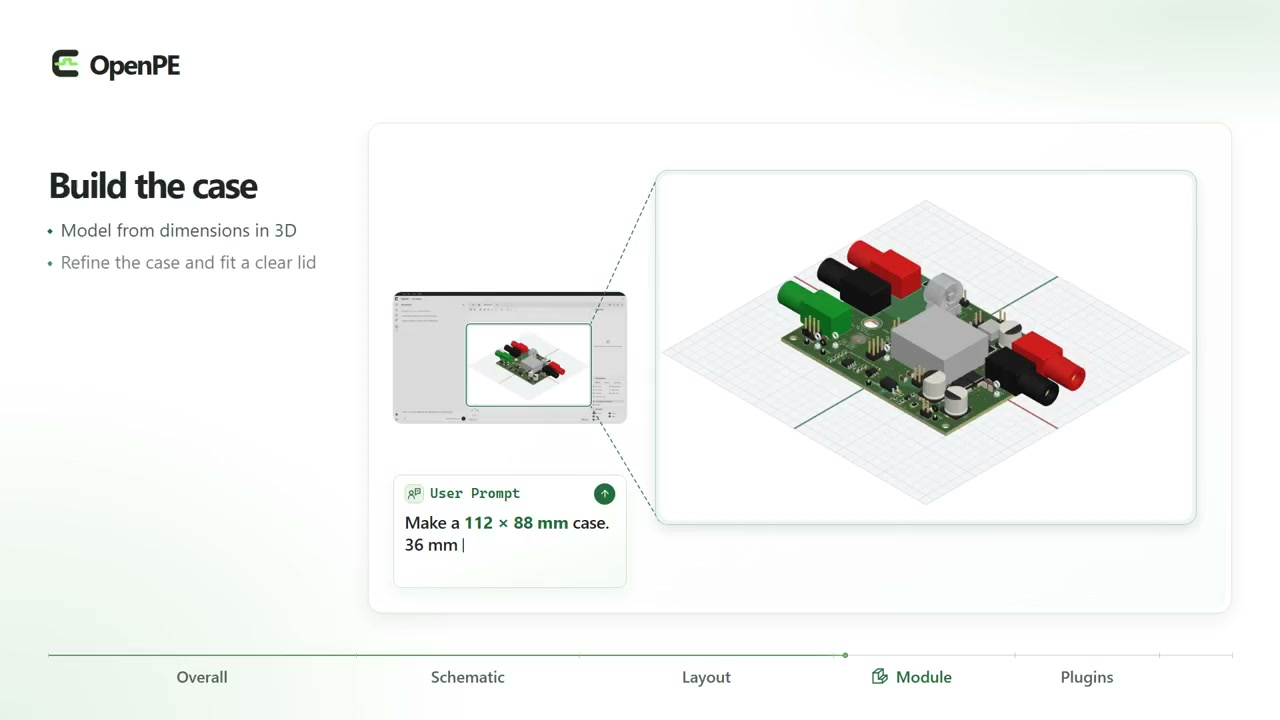 OpenPE
Build the case
Model from dimensions in 3D
Refine the case and fit a clear lid
User Prompt
Make a 112 × 88 mm case.
36 mm
Overall
Schematic
Layout
Module
Plugins